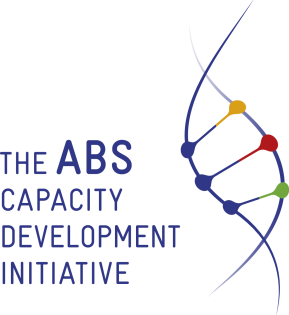 THE ABS
CAPACITY
DEVELOPMENT
INITIATIVE